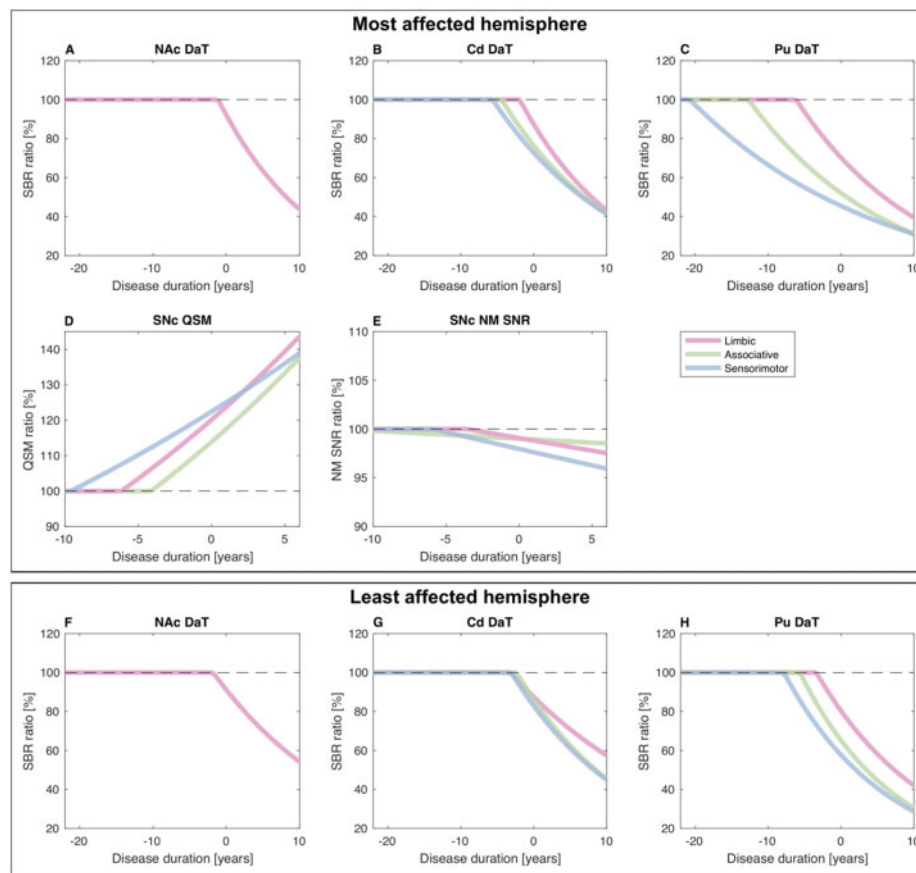 Most affected hemisphere
A NAc DaT
120
100
80
60
40
20
SBR ratio [%]
-20 -10 0 10
Disease duration [years]
B Cd DaT
120
100
80
60
40
20
SBR ratio [%]
-20 -10 0 10
Disease duration [years]
C Pu DaT
120
100
80
60
40
20
SBR ratio [%]
-20 -10 0 10
Disease duration [years]
D SNc QSM
140
130
120
110
100
90
QSM ratio [%]
-10 -5 0 5
Disease duration [years]
E SNc NM SNR
110
105
100
95
90
NM SNR ratio [%]
-10 -5 0 5
Disease duration [years]
Limbic
Associative
Sensorimotor
Least affected hemisphere
F NAc DaT
120
100
80
60
40
20
SBR ratio [%]
-20 -10 0 10
Disease duration [years]
G Cd DaT
120
100
80
60
40
20
SBR ratio [%]
-20 -10 0 10
Disease duration [years]
H Pu DaT
120
100
80
60
40
20
SBR ratio [%]
-20 -10 0 10
Disease duration [years]